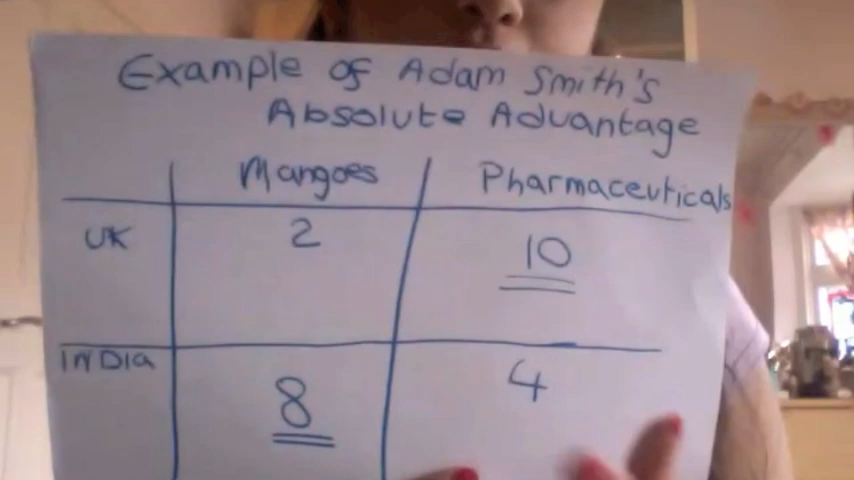 Example of Adam Smith's
Absolute Advantage
Mangoes Pharmaceuticals
UK 2 10
INDIA 8 4